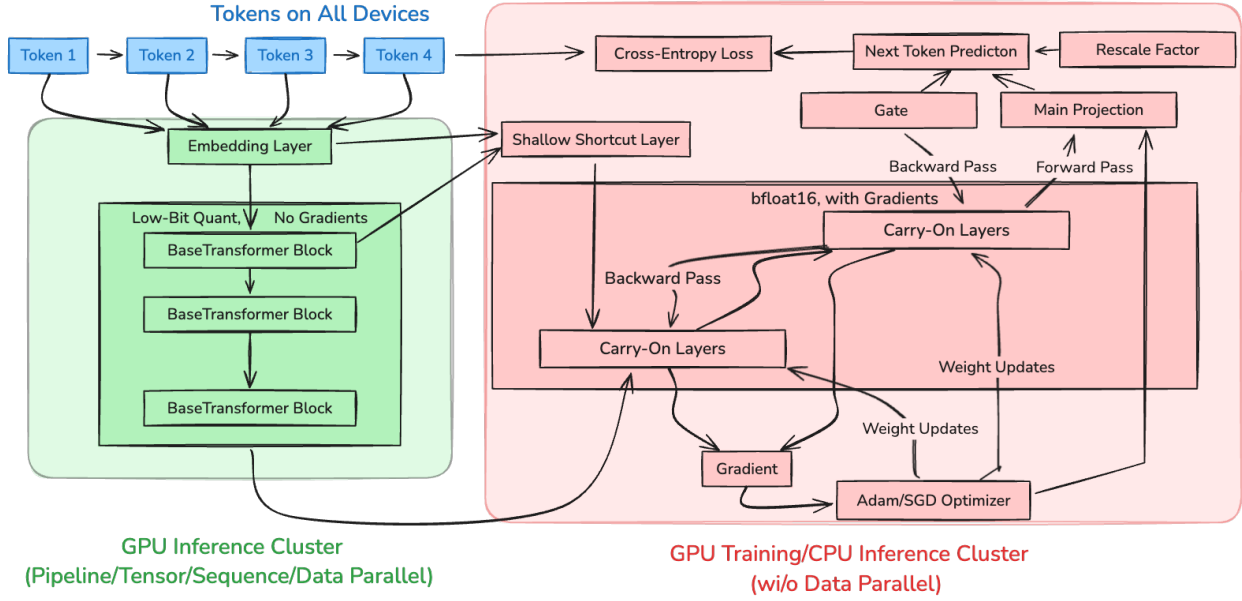 Tokens on All Devices
Token 1
Token 2
Token 3
Token 4
Cross-Entropy Loss
Next Token Predicton
Rescale Factor
Gate
Main Projection
Embedding Layer
Shallow Shortcut Layer
Backward Pass
Forward Pass
Low-Bit Quant,
No Gradients
bfloat16, with Gradients
BaseTransformer Block
Carry-On Layers
Backward Pass
BaseTransformer Block
Carry-On Layers
Weight Updates
BaseTransformer Block
Weight Updates
Gradient
Adam/SGD Optimizer
GPU Inference Cluster
(Pipeline/Tensor/Sequence/Data Parallel)
GPU Training/CPU Inference Cluster
(wi/o Data Parallel)